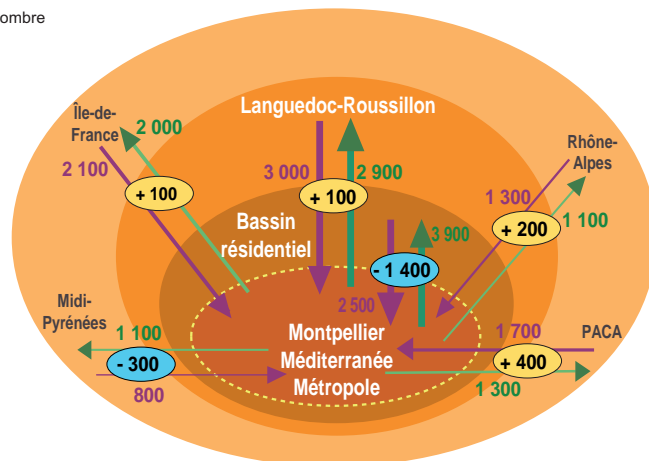 ombre
Languedoc-Roussillon
Île-de-
France
2 000
2 100
+ 100
3 000
2 900
+ 100
Rhône-
Alpes
1 300
1 100
+ 200
Bassin
résidentiel
3 900
- 1 400
2 500
Midi-
Pyrénées
1 100
- 300
800
Montpellier
Méditerranée
Métropole
1 700
PACA
+ 400
1 300